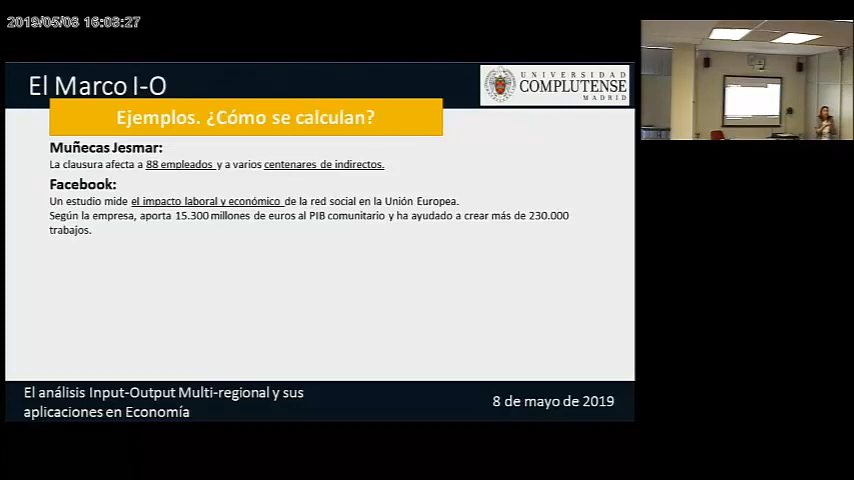 2019/05/08 16:08:27
El Marco I-O
UNIVERSIDAD
COMPLUTENSE
MADRID
Ejemplos. ¿Cómo se calculan?
Muñecas Jesmar:
La clausura afecta a 88 empleados y a varios centenares de indirectos.
Facebook:
Un estudio mide el impacto laboral y económico de la red social en la Unión Europea.
Según la empresa, aporta 15.300 millones de euros al PIB comunitario y ha ayudado a crear más de 230.000
trabajos.
El análisis Input-Output Multi-regional y sus
aplicaciones en Economía
8 de mayo de 2019